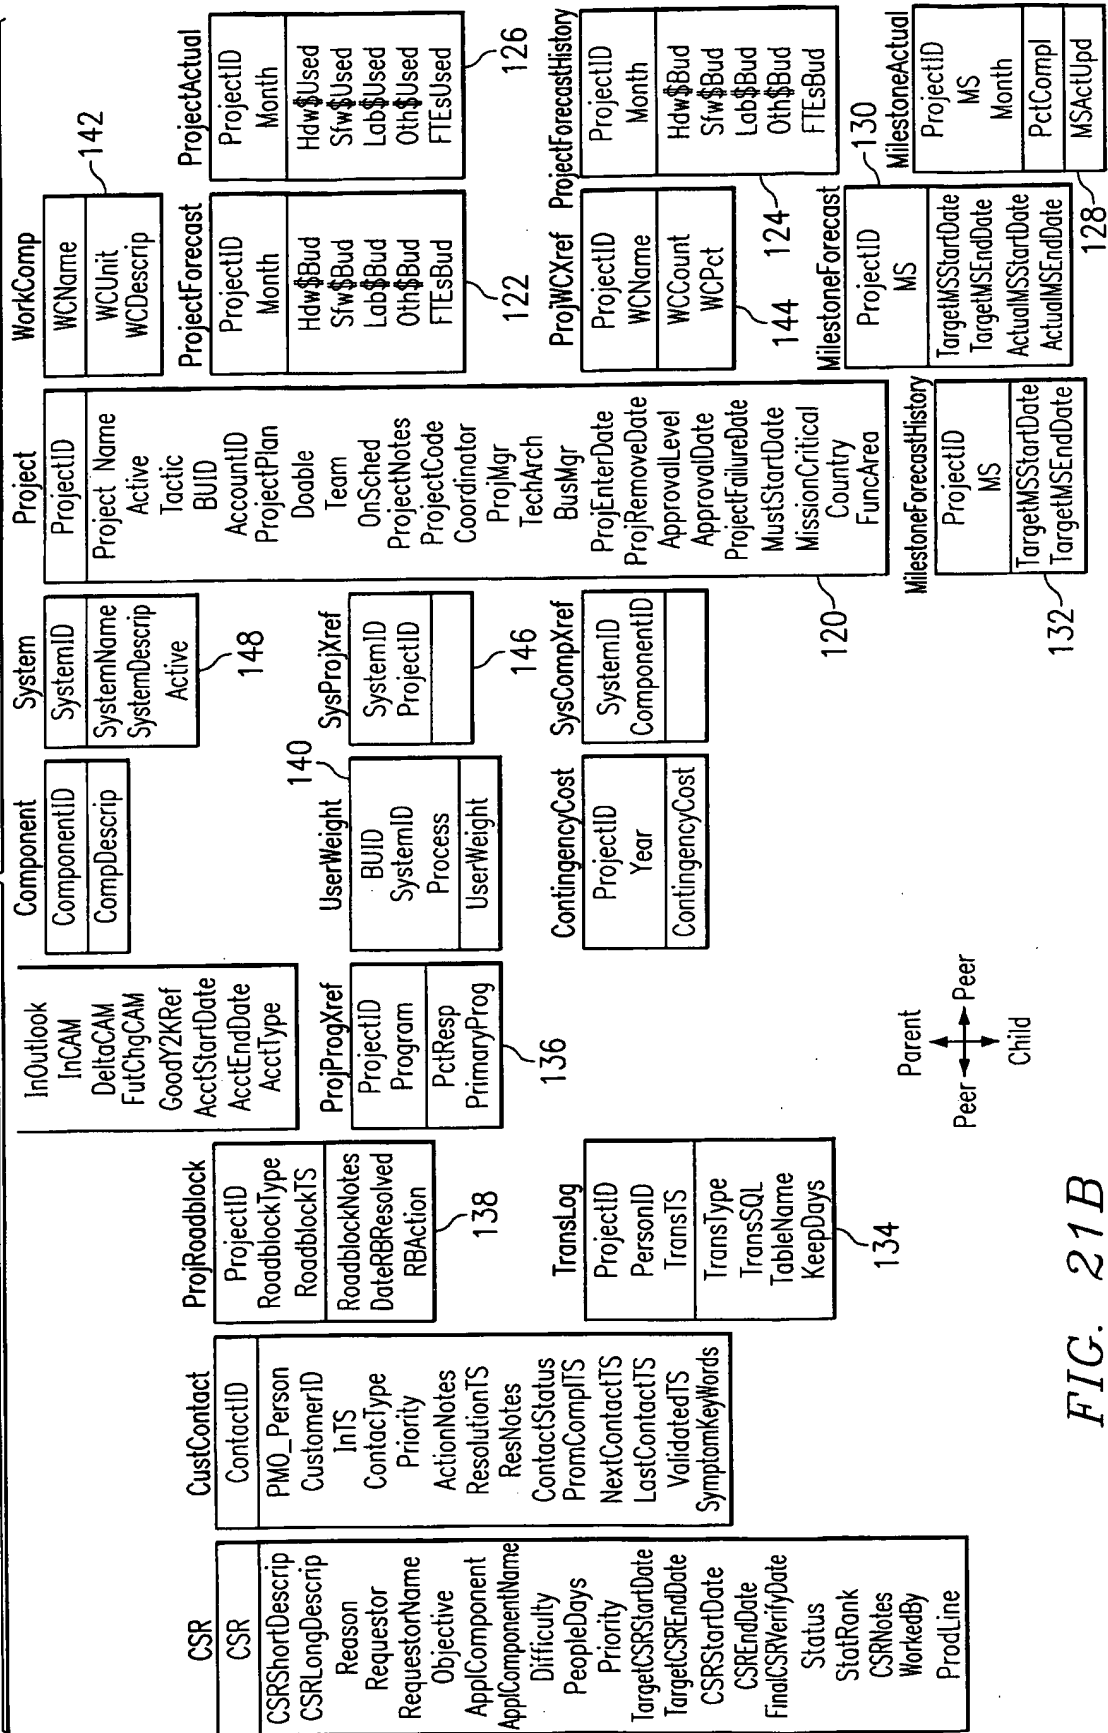 CSR
CSR
CSRShortDescrip
CSRLongDescrip
Reason
Requestor
RequestorName
Objective
ApplComponent
ApplComponentName
Difficulty
PeopleDays
Priority
TargetCSRStartDate
TargetCSREndDate
CSRStartDate
CSREndDate
FinalCSRVerifyDate
Status
StatRank
CSRNotes
WorkedBy
ProdLine
CustContact
ContactID
PMO_Person
CustomerID
InTS
ContacType
Priority
ActionNotes
ResolutionTS
ResNotes
ContactStatus
PromComplTS
NextContactTS
LastContactTS
ValidatedTS
SymptomKeyWords
ProjRoadblock
ProjectID
RoadblockType
RoadblockTS
RoadblockNotes
DateRBResolved
RBAction
138
TransLog
ProjectID
PersonID
TransTS
TransType
TransSQL
TableName
KeepDays
134
InOutlook
InCAM
DeltaCAM
FutChgCAM
GoodY2KRef
AcctStartDate
AcctEndDate
AcctType
ProjProgXref
ProjectID
Program
PctResp
PrimaryProg
136
Component
ComponentID
CompDescrip
UserWeight
140
BUID
SystemID
Process
UserWeight
ContingencyCost
ProjectID
Year
ContingencyCost
System
SystemID
SystemName
SystemDescrip
Active
148
SysProjXref
SystemID
ProjectID
146
SysCompXref
SystemID
ComponentID
Project
ProjectID
Project Name
Active
Tactic
BUID
AccountID
ProjectPlan
Doable
Team
OnSched
ProjectNotes
ProjectCode
Coordinator
ProjMgr
TechArch
BusMgr
ProjEnterDate
ProjRemoveDate
ApprovalLevel
ApprovalDate
ProjectFailureDate
MustStartDate
MissionCritical
Country
FuncArea
120
MilestoneForecastHistory
ProjectID
MS
TargetMSStartDate
TargetMSEndDate
132
WorkComp
WCName
WCUnit
WCDescrip
142
ProjectForecast
ProjectID
Month
Hdw$Bud
Sfw$Bud
Lab$Bud
Oth$Bud
FTEsBud
122
ProjWCXref
ProjectID
WCName
WCCount
WCPct
144
MilestoneForecast
130
ProjectID
MS
TargetMSStartDate
TargetMSEndDate
ActualMSStartDate
ActualMSEndDate
ProjectActual
ProjectID
Month
Hdw$Used
Sfw$Used
Lab$Used
Oth$Used
FTEsUsed
126
ProjectForecastHistory
ProjectID
Month
Hdw$Bud
Sfw$Bud
Lab$Bud
Oth$Bud
FTEsBud
124
MilestoneActual
ProjectID
MS
Month
PctCompl
MSActUpd
128
Parent
Peer Peer
Child
FIG. 21B